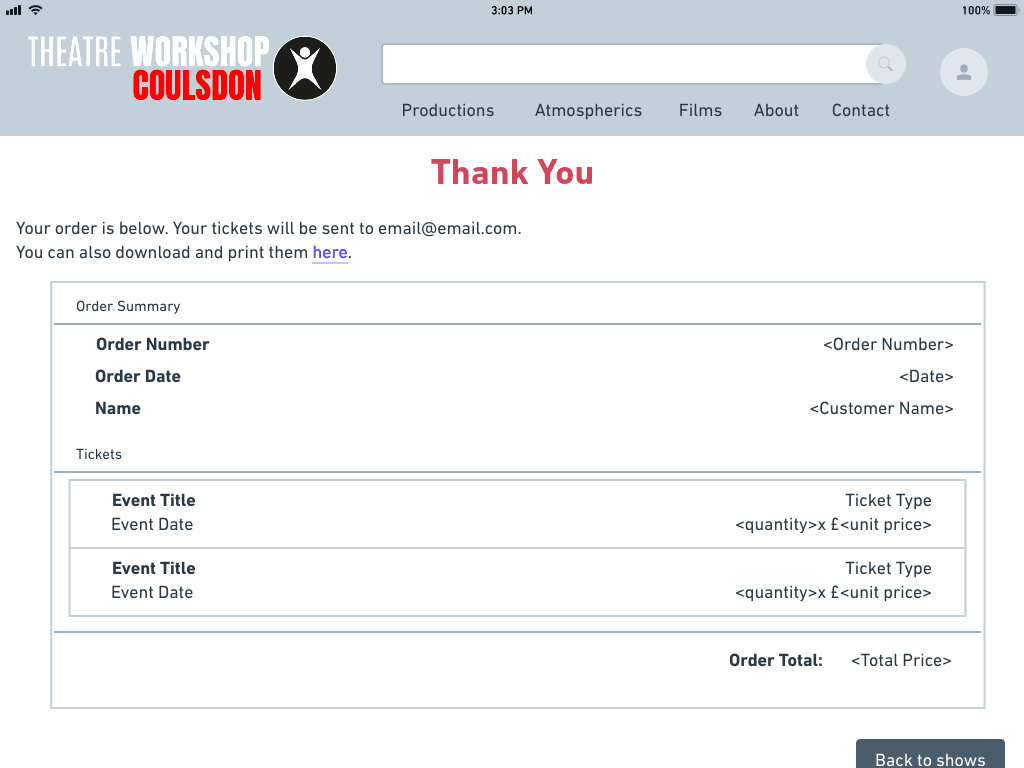 3:03 PM
100%
THEATRE WORKSHOP
COULSDON
Productions Atmospherics Films About Contact
Thank You
Your order is below. Your tickets will be sent to email@email.com.
You can also download and print them here.
Order Summary
Order Number <Order Number>
Order Date <Date>
Name <Customer Name>
Tickets
Event Title Ticket Type
Event Date <quantity>x £<unit price>
Event Title Ticket Type
Event Date <quantity>x £<unit price>
Order Total: <Total Price>
Back to shows